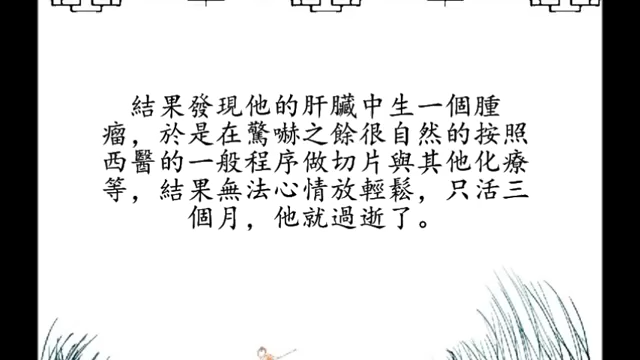 結果發現他的肝臟中生一個腫
瘤，於是在驚嚇之餘很自然的按照
西醫的一般程序做切片與其他化療
等，結果無法心情放輕鬆，只活三
個月，他就過逝了。